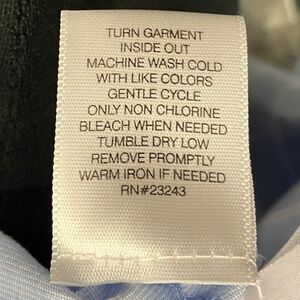 TURN GARMENT
INSIDE OUT
MACHINE WASH COLD
WITH LIKE COLORS
GENTLE CYCLE
ONLY NON CHLORINE
BLEACH WHEN NEEDED
TUMBLE DRY LOW
REMOVE PROMPTLY
WARM IRON IF NEEDED
RN#23243